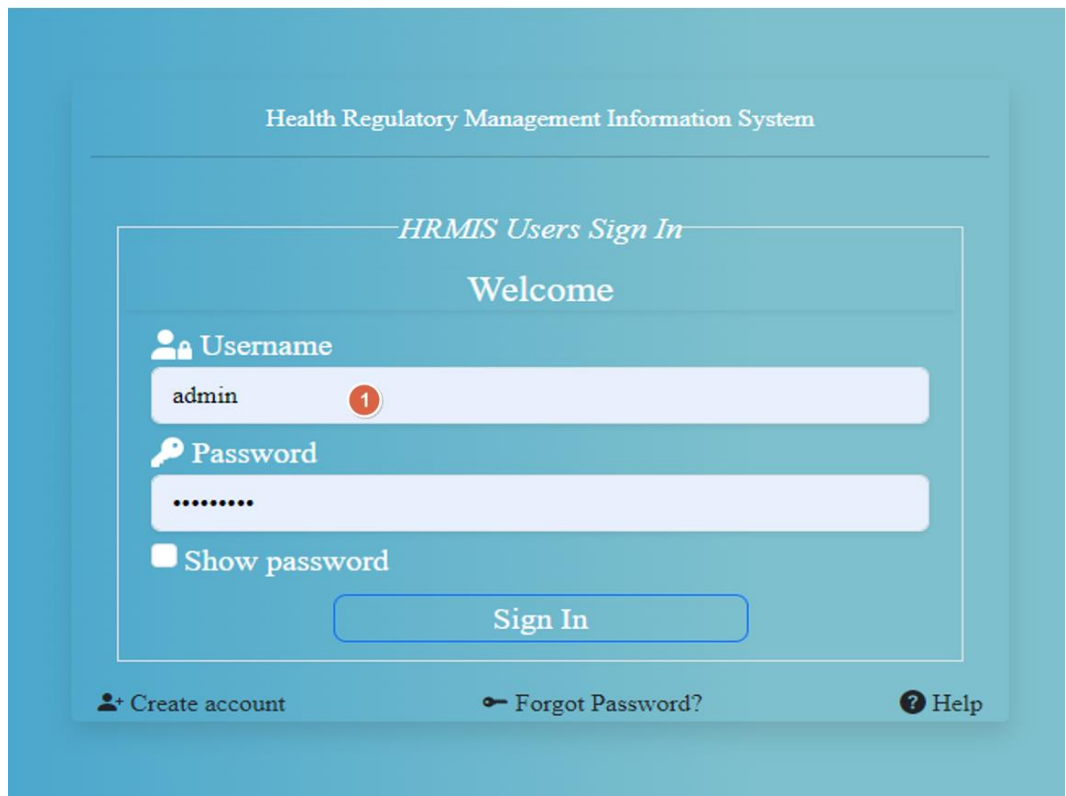 Health Regulatory Management Information System
HRMIS Users Sign In
Welcome
Username
admin
1
Password
•••••••••
Show password
Sign In
Create account
Forgot Password?
? Help